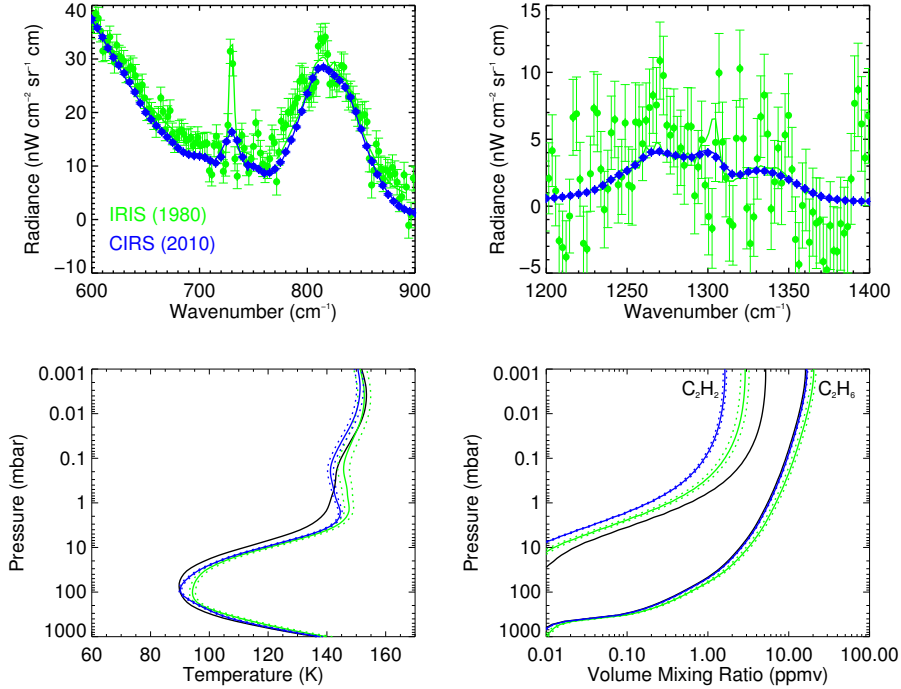 40
30
20
10
0
−10
Radiance (nW cm⁻² sr⁻¹ cm)
IRIS (1980)
CIRS (2010)
600 700 800 900
Wavenumber (cm⁻¹)
15
10
5
0
−5
Radiance (nW cm⁻² sr⁻¹ cm)
1200 1250 1300 1350 1400
Wavenumber (cm⁻¹)
0.001
0.01
0.1
1
10
100
1000
Pressure (mbar)
60 80 100 120 140 160
Temperature (K)
0.001
0.01
0.1
1
10
100
1000
Pressure (mbar)
C₂H₂ C₂H₆
0.01 0.10 1.00 10.00 100.00
Volume Mixing Ratio (ppmv)